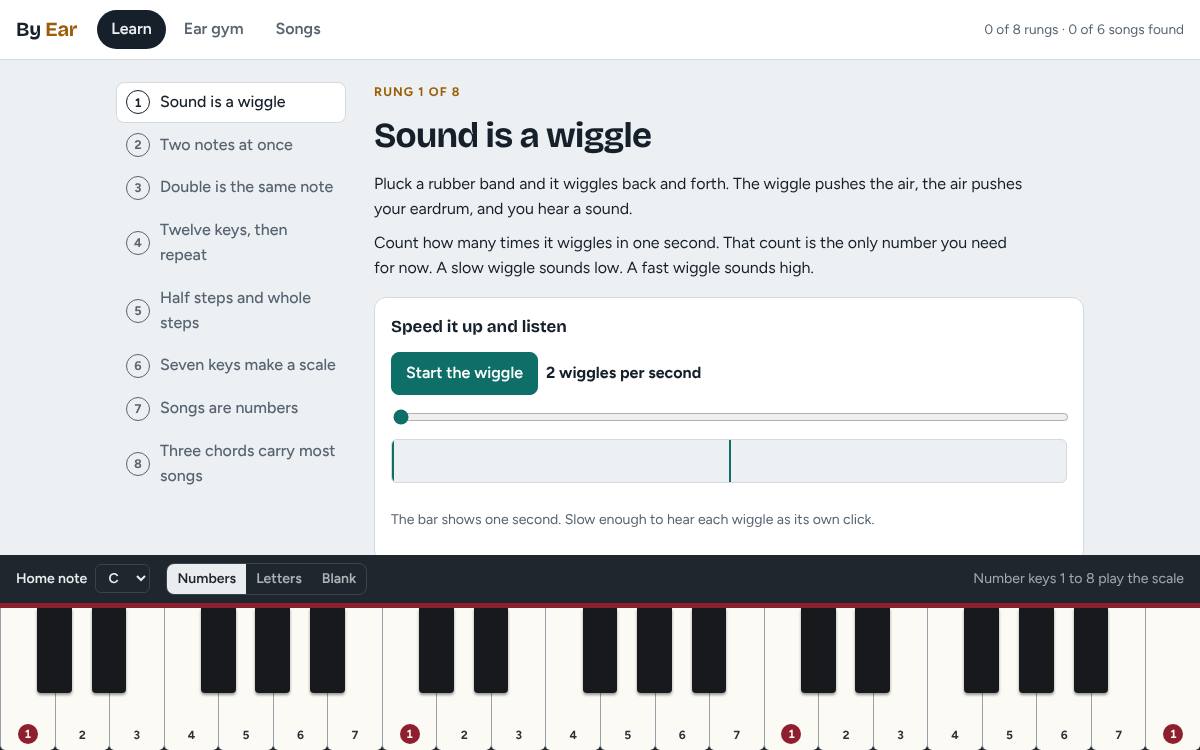 By Ear
Learn
Ear gym
Songs
0 of 8 rungs · 0 of 6 songs found
1 Sound is a wiggle
2 Two notes at once
3 Double is the same note
4 Twelve keys, then
repeat
5 Half steps and whole
steps
6 Seven keys make a scale
7 Songs are numbers
8 Three chords carry most
songs
RUNG 1 OF 8
Sound is a wiggle
Pluck a rubber band and it wiggles back and forth. The wiggle pushes the air, the air pushes
your eardrum, and you hear a sound.
Count how many times it wiggles in one second. That count is the only number you need
for now. A slow wiggle sounds low. A fast wiggle sounds high.
Speed it up and listen
Start the wiggle
2 wiggles per second
The bar shows one second. Slow enough to hear each wiggle as its own click.
Home note
C
Numbers
Letters
Blank
Number keys 1 to 8 play the scale
1 2 3 4 5 6 7 1 2 3 4 5 6 7 1 2 3 4 5 6 7 1